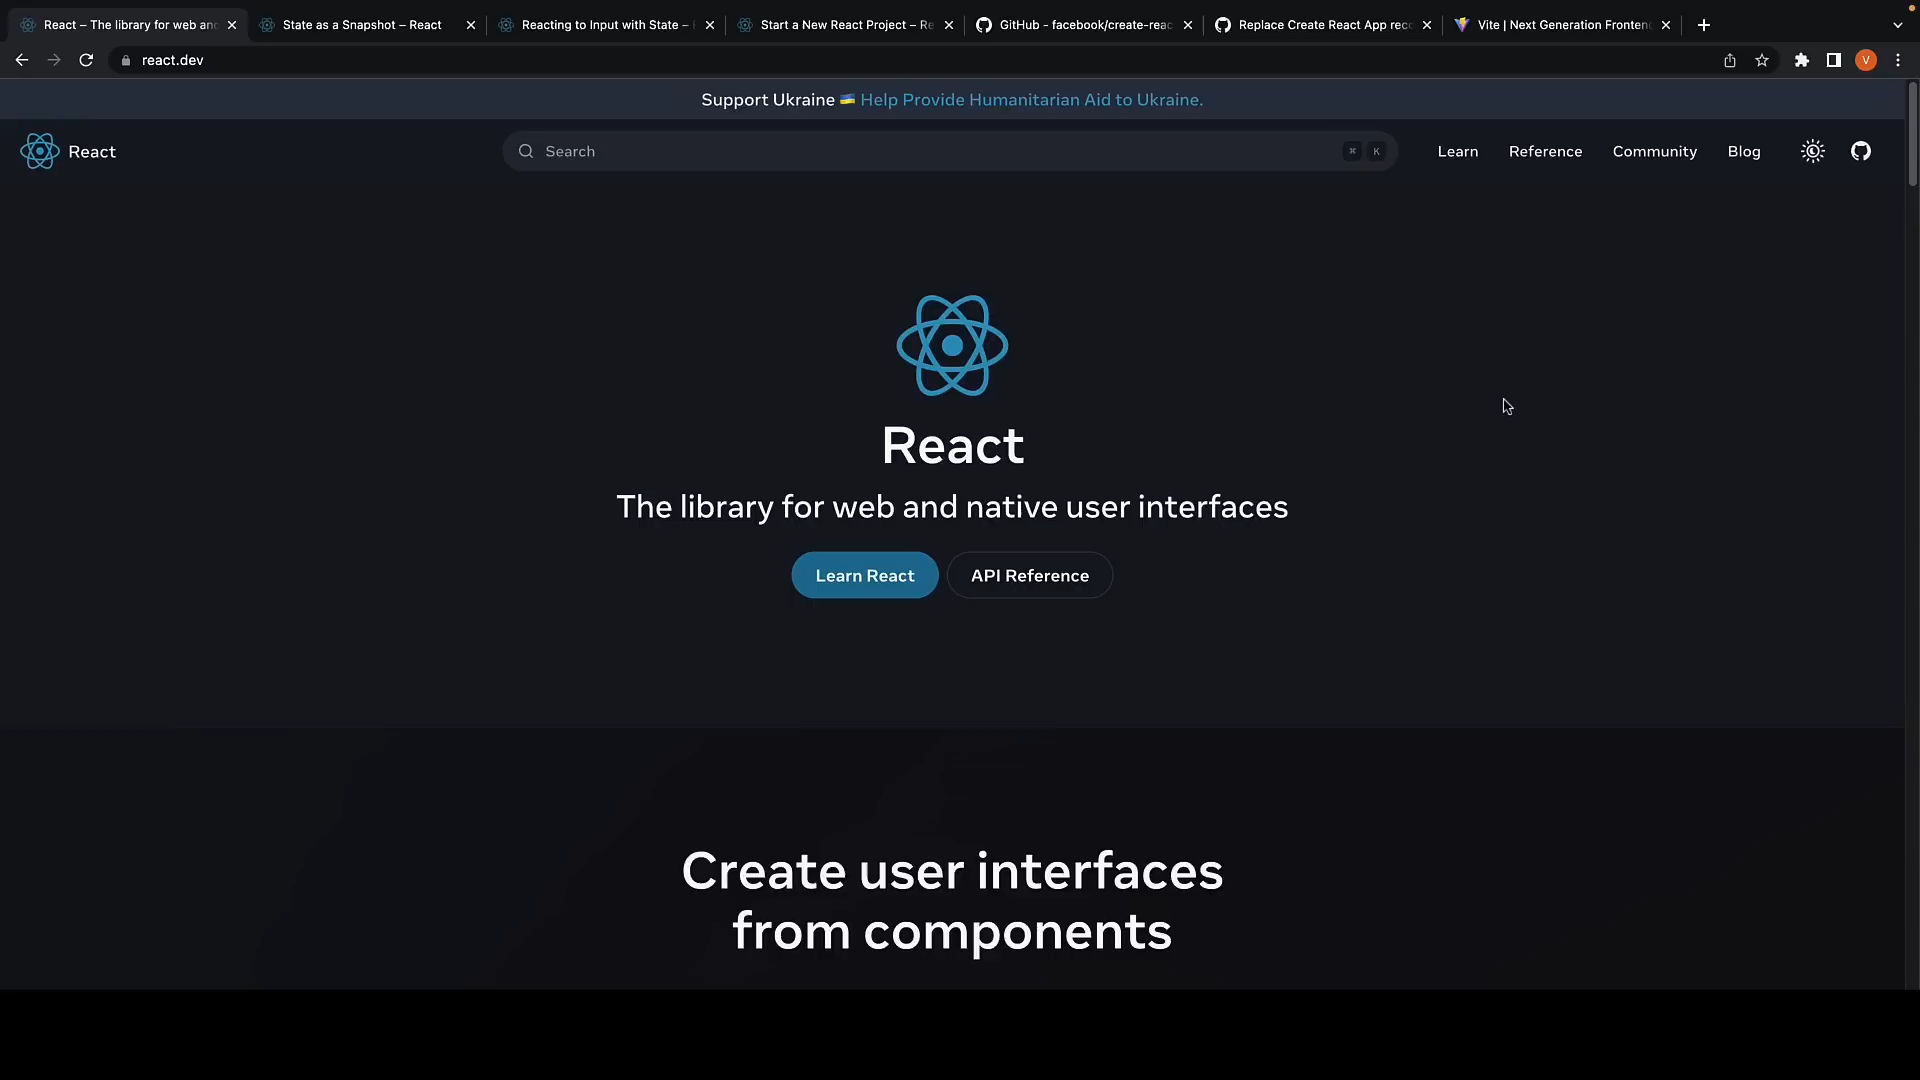 React – The library for web and
State as a Snapshot – React
Reacting to Input with State –
Start a New React Project – Re
GitHub - facebook/create-reac
Replace Create React App reco
Vite | Next Generation Fronten
react.dev
V
Support Ukraine 🇺🇦 Help Provide Humanitarian Aid to Ukraine.
React
Search
⌘ K
Learn
Reference
Community
Blog
React
The library for web and native user interfaces
Learn React
API Reference
Create user interfaces
from components